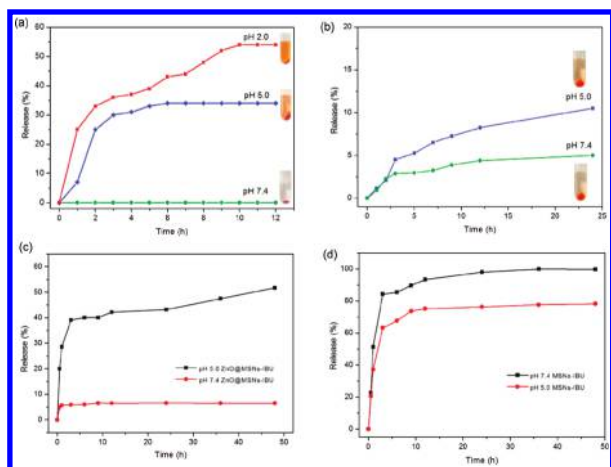 (a)
60
50
40
30
20
10
0
Release (%)
pH 2.0
pH 5.0
pH 7.4
0 2 4 6 8 10 12
Time (h)
(b)
20
15
10
5
0
Release (%)
pH 5.0
pH 7.4
0 5 10 15 20 25
Time (h)
(c)
60
50
40
30
20
10
0
Release (%)
pH 5.0 ZnO@MSNs-IBU
pH 7.4 ZnO@MSNs-IBU
0 10 20 30 40 50
Time (h)
(d)
100
80
60
40
20
0
Release (%)
pH 7.4 MSNs-IBU
pH 5.0 MSNs-IBU
0 10 20 30 40 50
Time (h)